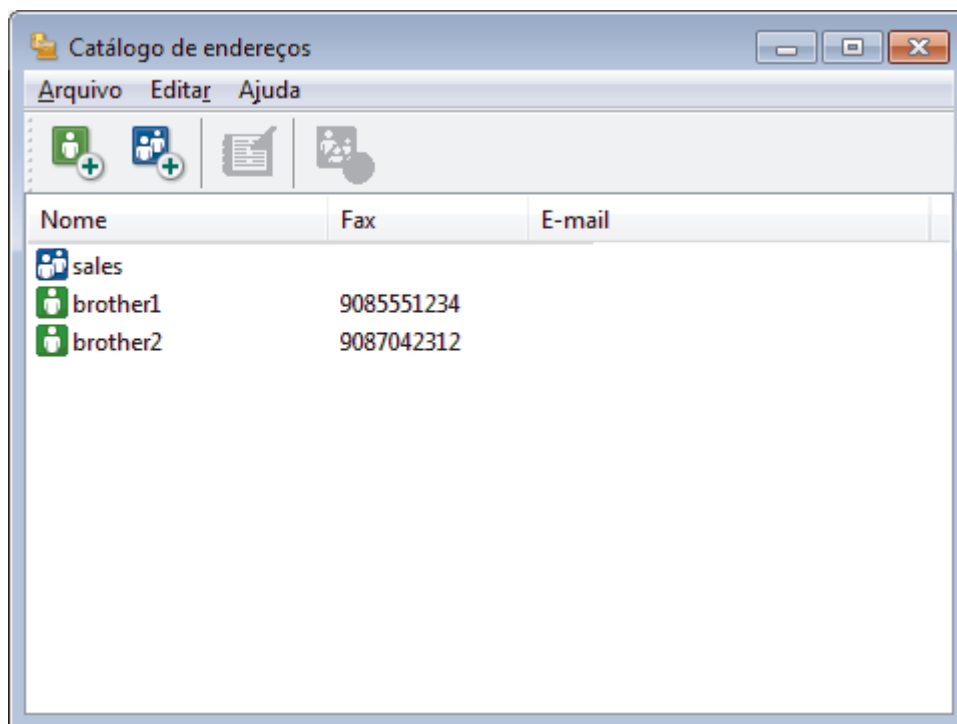 Catálogo de endereços
Arquivo Editar Ajuda
Nome Fax E-mail
sales
brother1 9085551234
brother2 9087042312